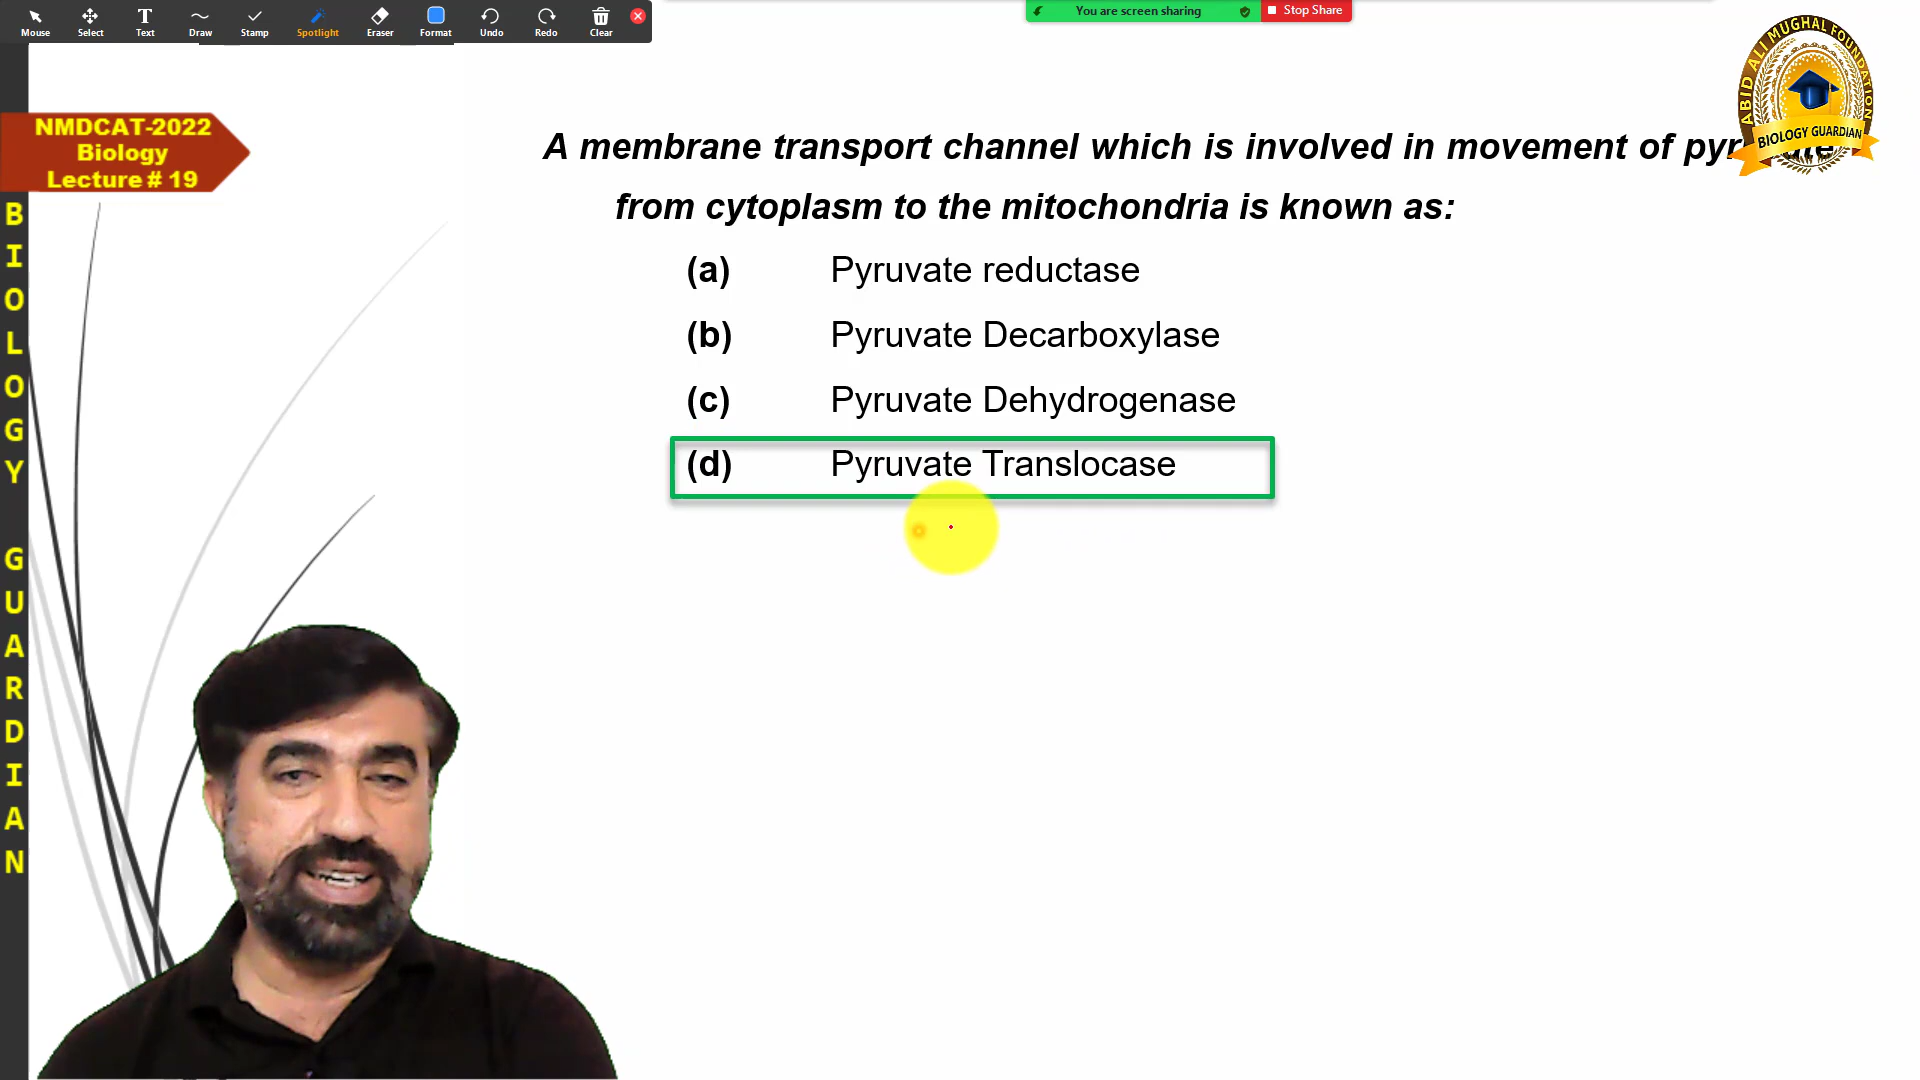 Mouse Select Text Draw Stamp Spotlight Eraser Format Undo Redo Clear
You are screen sharing Stop Share
ABID ALI MUGHAL FOUNDATION
BIOLOGY GUARDIAN
NMDCAT-2022
Biology
Lecture # 19
BIOLOGY GUARDIAN
A membrane transport channel which is involved in movement of
from cytoplasm to the mitochondria is known as:
(a) Pyruvate reductase
(b) Pyruvate Decarboxylase
(c) Pyruvate Dehydrogenase
(d) Pyruvate Translocase